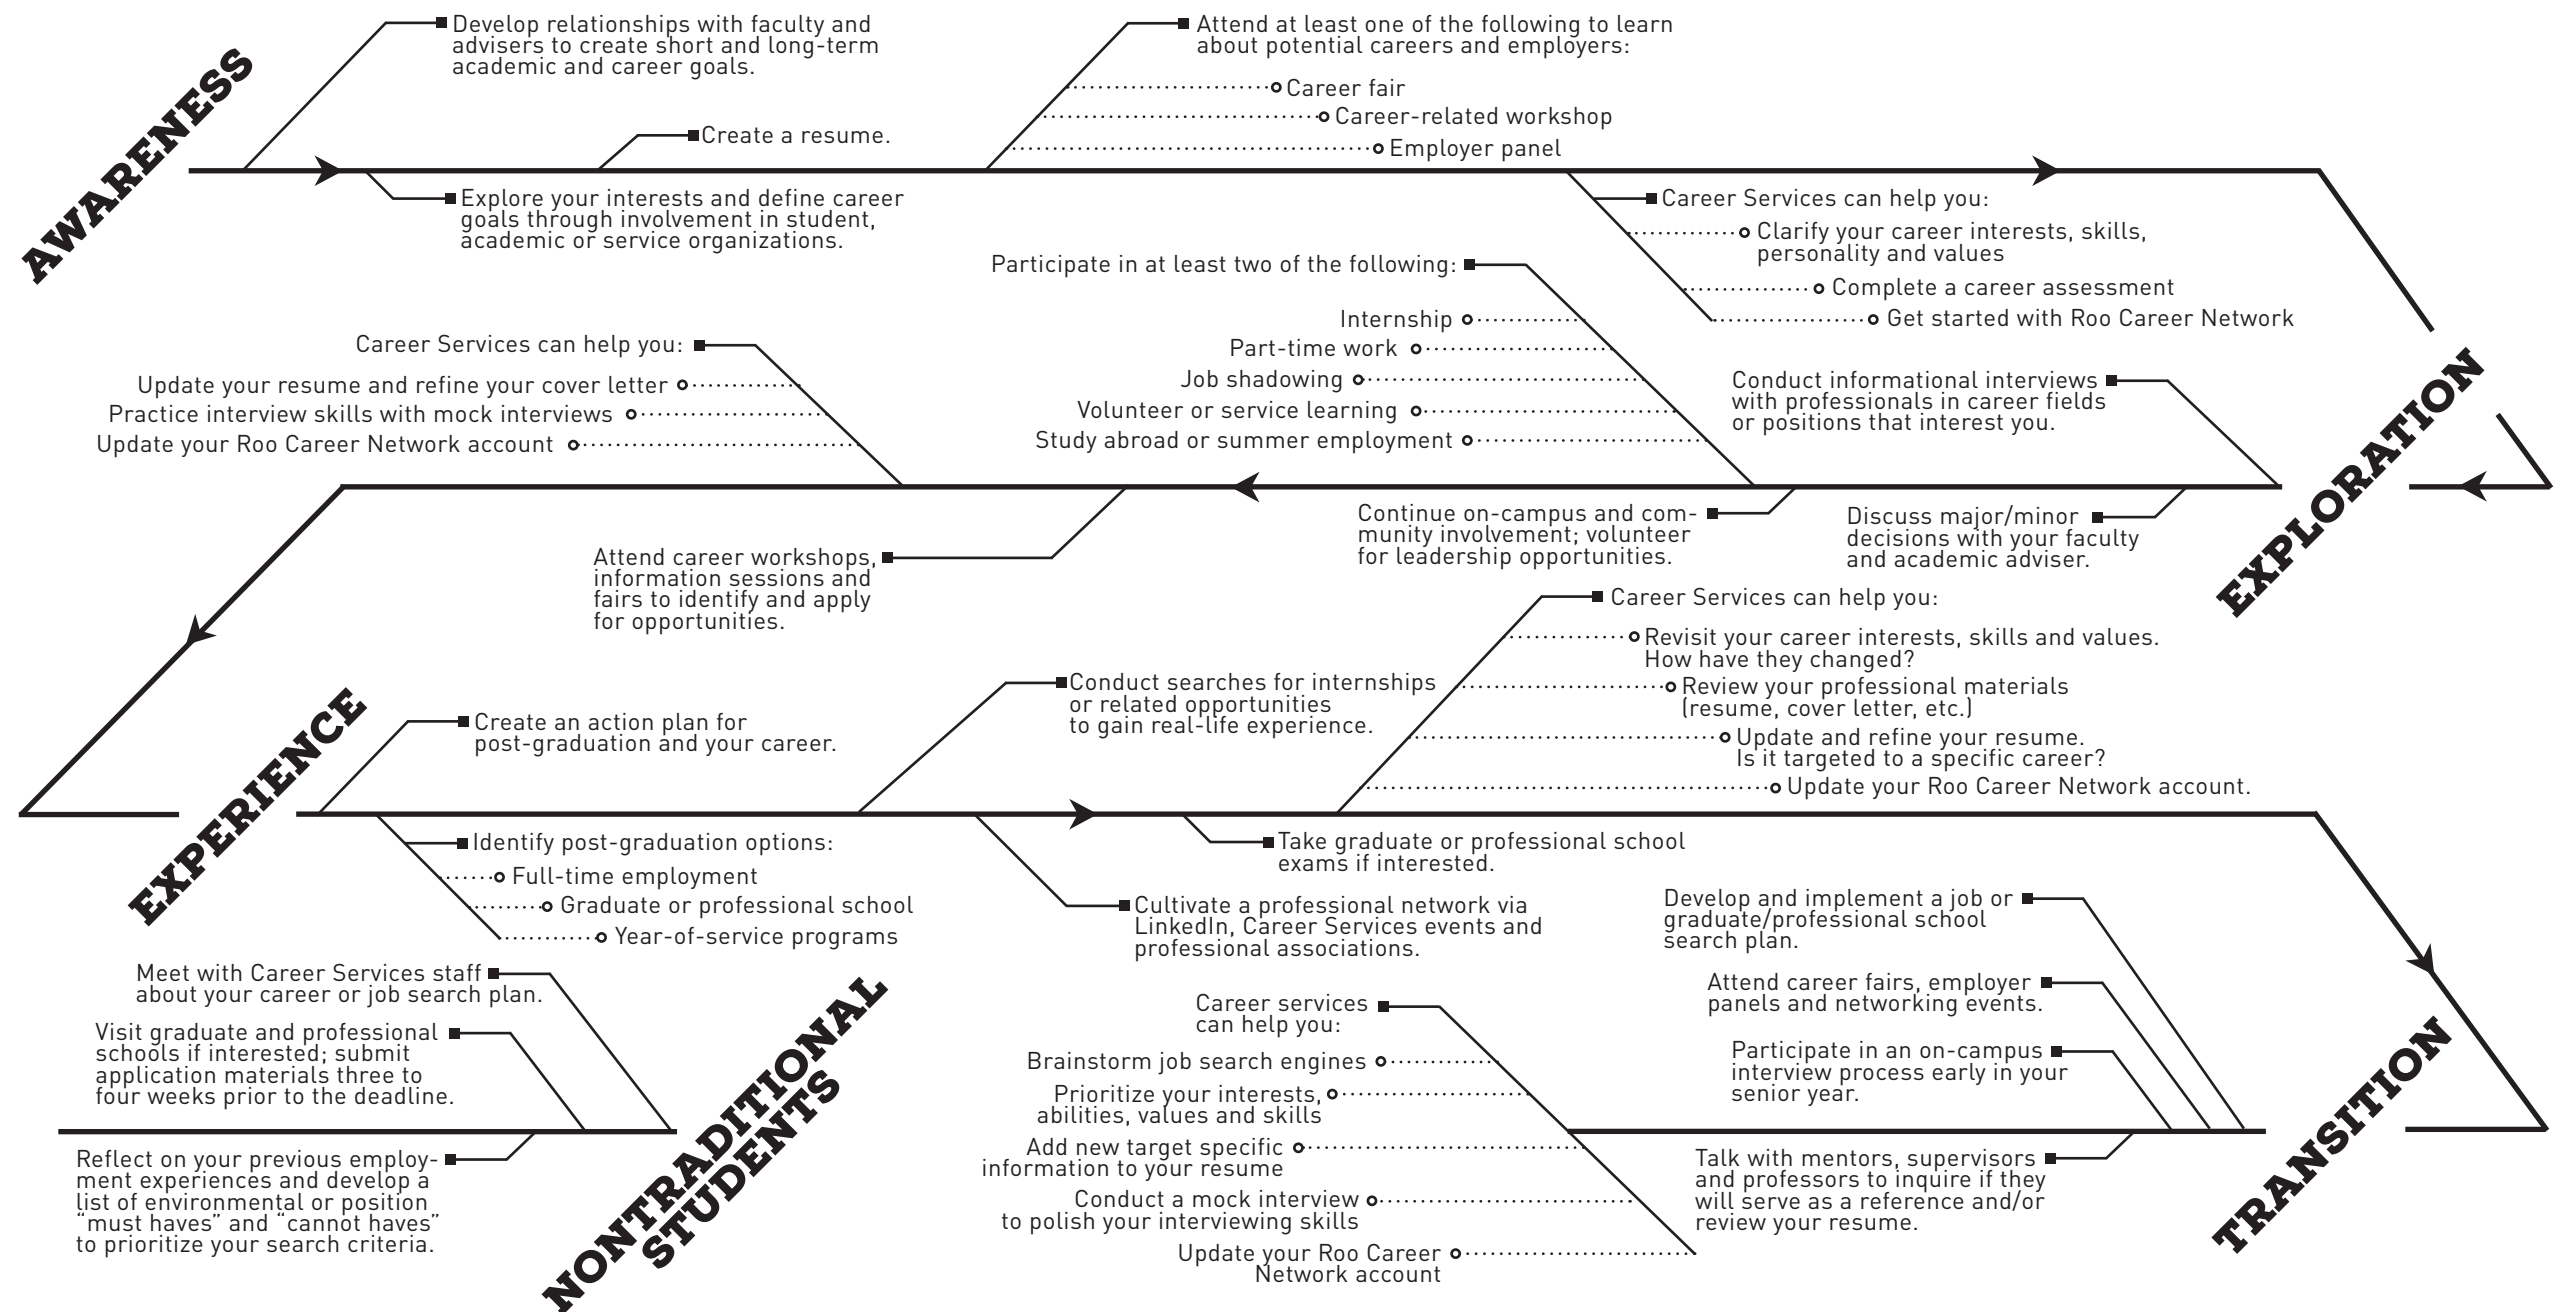 AWARENESS
Develop relationships with faculty and
advisers to create short and long-term
academic and career goals.
Explore your interests and define career
goals through involvement in student,
academic or service organizations.
Create a resume.
Attend at least one of the following to learn
about potential careers and employers:
Career fair
Career-related workshop
Employer panel
Career Services can help you:
Clarify your career interests, skills,
personality and values
Complete a career assessment
Get started with Roo Career Network
EXPLORATION
Conduct informational interviews
with professionals in career fields
or positions that interest you.
Discuss major/minor
decisions with your faculty
and academic adviser.
Continue on-campus and com-
munity involvement; volunteer
for leadership opportunities.
Participate in at least two of the following:
Internship
Part-time work
Job shadowing
Volunteer or service learning
Study abroad or summer employment
Attend career workshops,
information sessions and
fairs to identify and apply
for opportunities.
Career Services can help you:
Update your resume and refine your cover letter
Practice interview skills with mock interviews
Update your Roo Career Network account
EXPERIENCE
Create an action plan for
post-graduation and your career.
Identify post-graduation options:
Full-time employment
Graduate or professional school
Year-of-service programs
Conduct searches for internships
or related opportunities
to gain real-life experience.
Cultivate a professional network via
LinkedIn, Career Services events and
professional associations.
Take graduate or professional school
exams if interested.
Career Services can help you:
Revisit your career interests, skills and values.
How have they changed?
Review your professional materials
(resume, cover letter, etc.)
Update and refine your resume.
Is it targeted to a specific career?
Update your Roo Career Network account.
TRANSITION
Develop and implement a job or
graduate/professional school
search plan.
Attend career fairs, employer
panels and networking events.
Participate in an on-campus
interview process early in your
senior year.
Talk with mentors, supervisors
and professors to inquire if they
will serve as a reference and/or
review your resume.
Career services
can help you:
Brainstorm job search engines
Prioritize your interests,
abilities, values and skills
Add new target specific
information to your resume
Conduct a mock interview
to polish your interviewing skills
Update your Roo Career
Network account
NONTRADITIONAL
STUDENTS
Meet with Career Services staff
about your career or job search plan.
Visit graduate and professional
schools if interested; submit
application materials three to
four weeks prior to the deadline.
Reflect on your previous employ-
ment experiences and develop a
list of environmental or position
“must haves” and “cannot haves”
to prioritize your search criteria.